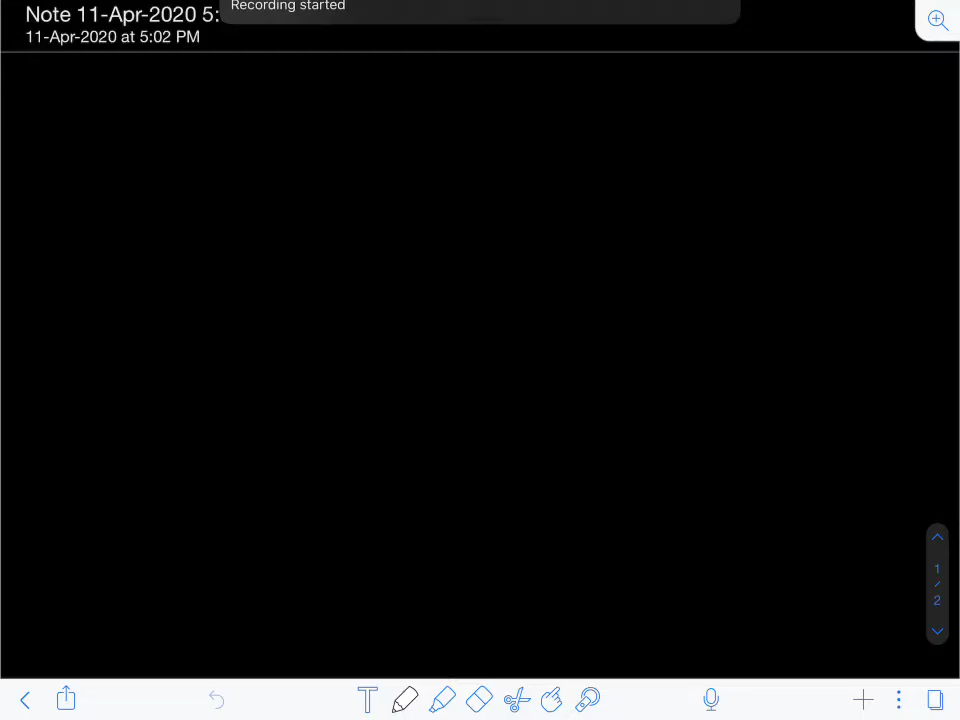 Recording started
Note 11-Apr-2020 5:
11-Apr-2020 at 5:02 PM
1
/
2
T